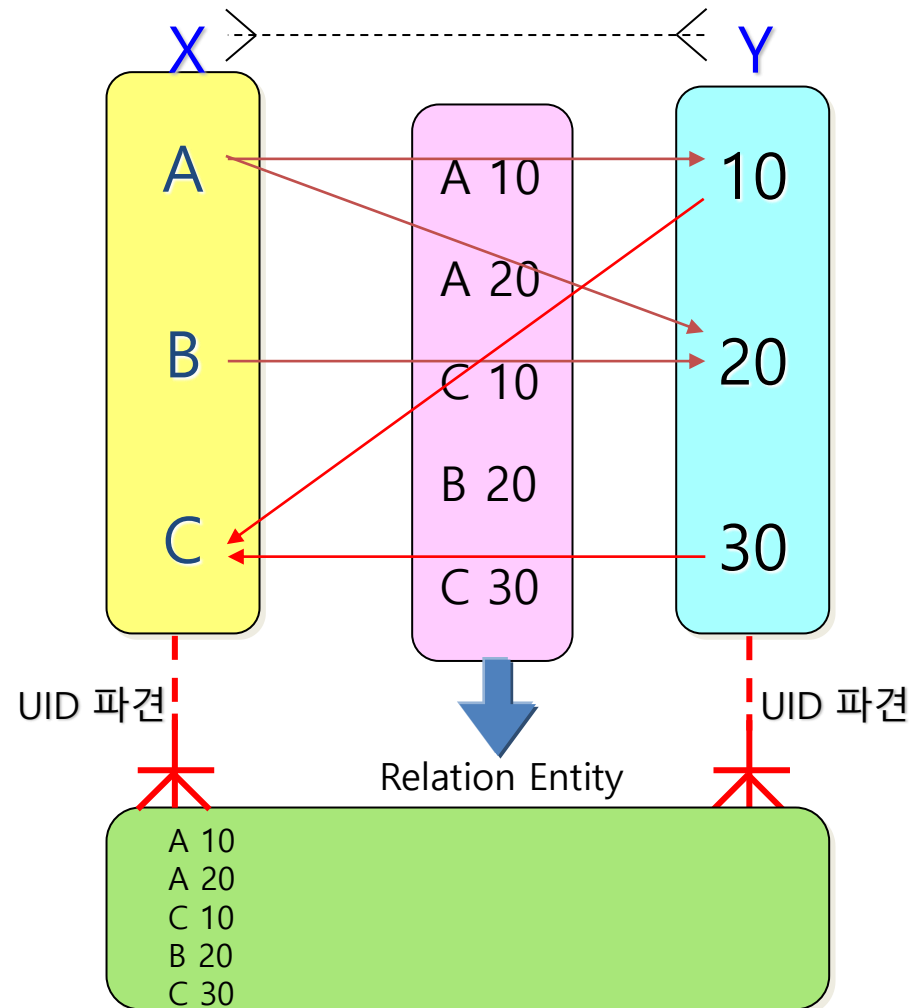 X
Y
A
B
C
A 10
A 20
C 10
B 20
C 30
10
20
30
UID 파견
UID 파견
Relation Entity
A 10
A 20
C 10
B 20
C 30